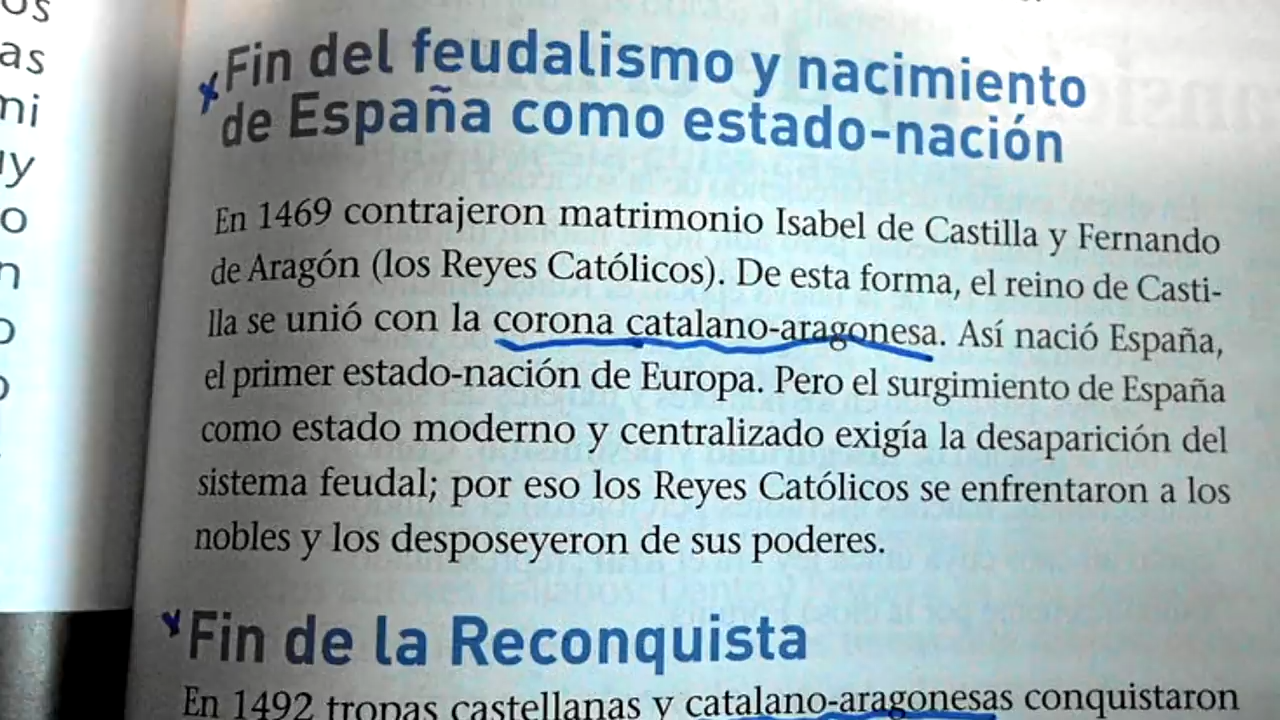 Fin del feudalismo y nacimiento
de España como estado-nación
En 1469 contrajeron matrimonio Isabel de Castilla y Fernando
de Aragón (los Reyes Católicos). De esta forma, el reino de Casti-
lla se unió con la corona catalano-aragonesa. Así nació España,
el primer estado-nación de Europa. Pero el surgimiento de España
como estado moderno y centralizado exigía la desaparición del
sistema feudal; por eso los Reyes Católicos se enfrentaron a los
nobles y los desposeyeron de sus poderes.
Fin de la Reconquista
En 1492 tropas castellanas y catalano-aragonesas conquistaron